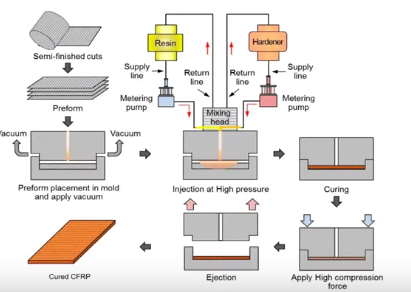 Semi-finished cuts
Preform
Resin
Hardener
Supply
line
Return
line
Return
line
Supply
line
Metering
pump
Mixing
head
Metering
pump
Vacuum
Vacuum
Preform placement in mold
and apply vacuum
Injection at High pressure
Curing
Cured CFRP
Ejection
Apply High compression
force